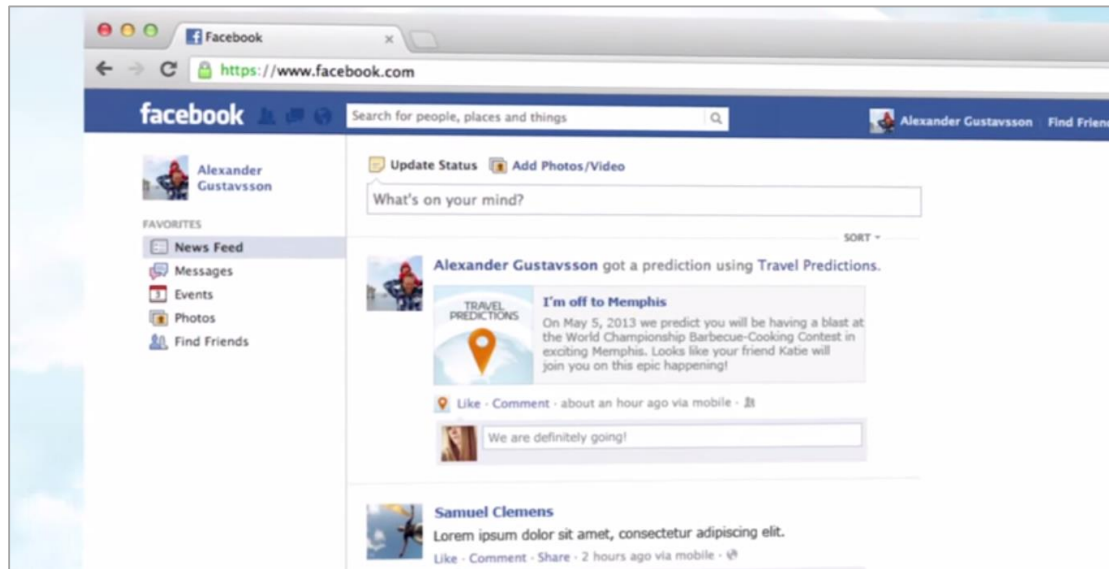 Facebook
https://www.facebook.com
facebook
Search for people, places and things
Alexander Gustavsson
Find Frien
Alexander
Gustavsson
FAVORITES
News Feed
Messages
3
Events
Photos
Find Friends
Update Status
Add Photos/Video
What's on your mind?
SORT
Alexander Gustavsson got a prediction using Travel Predictions.
TRAVEL
PREDICTIONS
I'm off to Memphis
On May 5, 2013 we predict you will be having a blast at
the World Championship Barbecue-Cooking Contest in
exciting Memphis. Looks like your friend Katie will
join you on this epic happening!
Like · Comment · about an hour ago via mobile ·
We are definitely going!
Samuel Clemens
Lorem ipsum dolor sit amet, consectetur adipiscing elit.
Like · Comment · Share · 2 hours ago via mobile ·